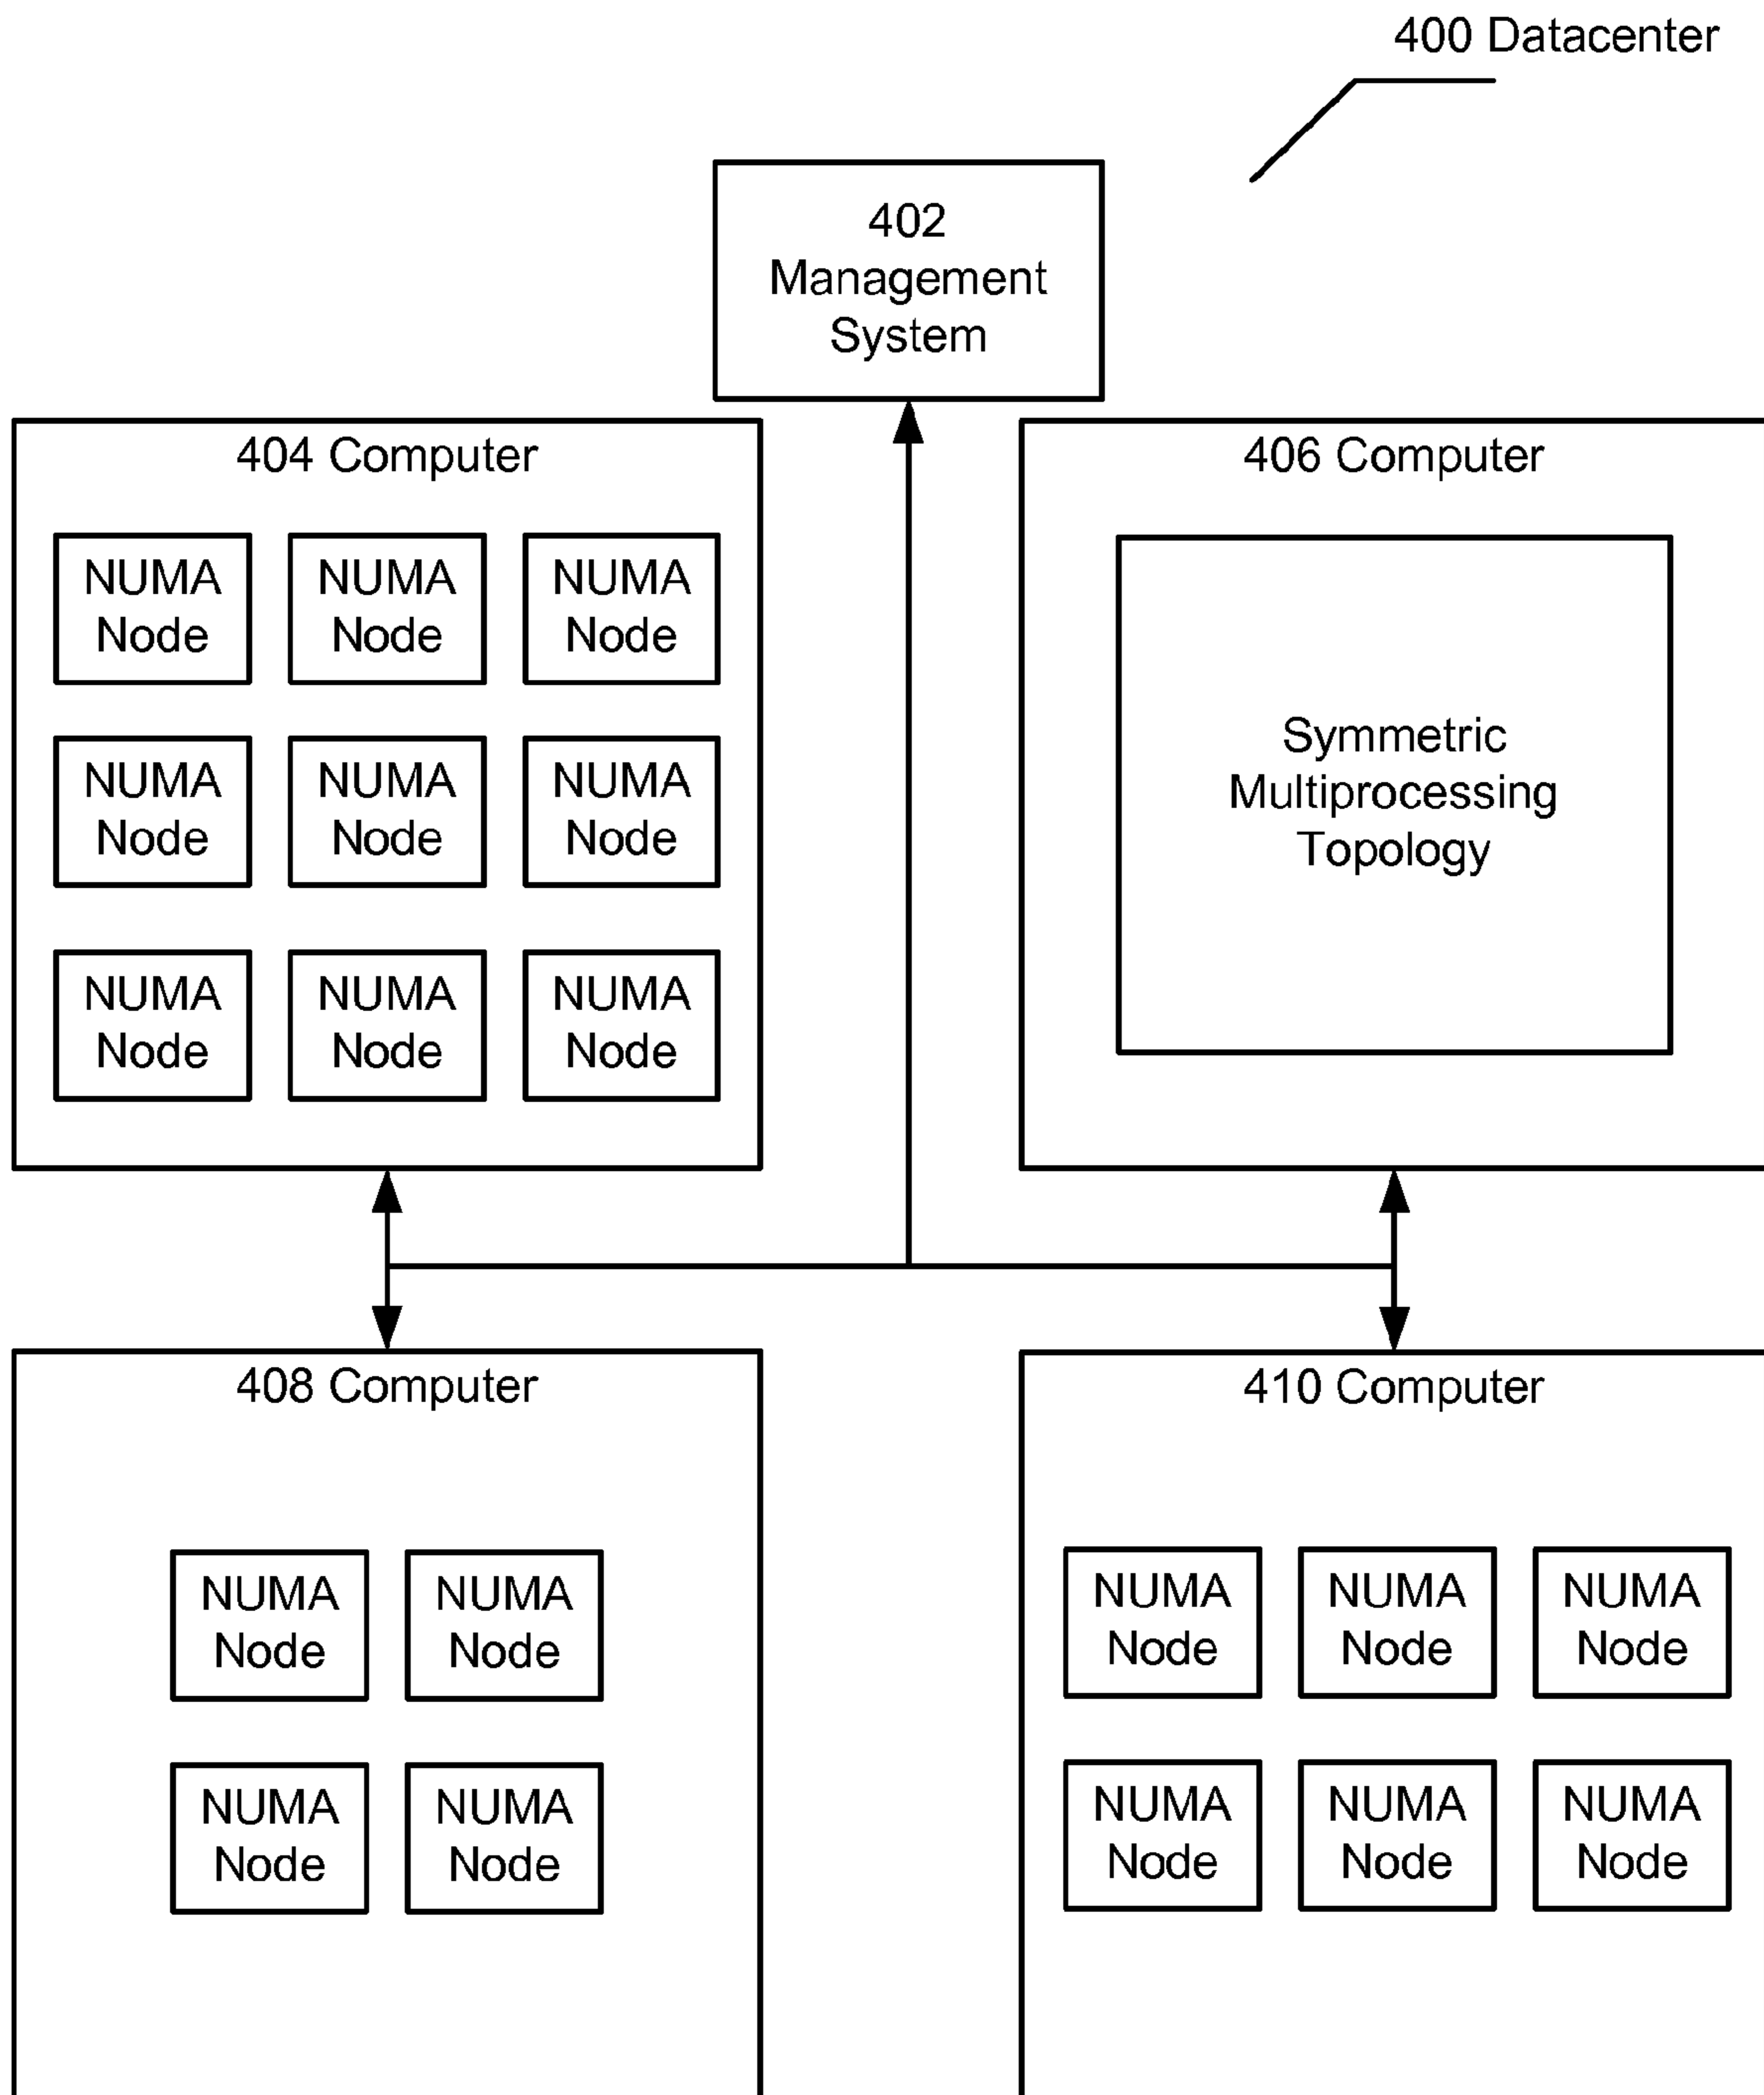 400 Datacenter
402
Management
System
404 Computer
NUMA
Node
NUMA
Node
NUMA
Node
NUMA
Node
NUMA
Node
NUMA
Node
NUMA
Node
NUMA
Node
NUMA
Node
406 Computer
Symmetric
Multiprocessing
Topology
408 Computer
NUMA
Node
NUMA
Node
NUMA
Node
NUMA
Node
410 Computer
NUMA
Node
NUMA
Node
NUMA
Node
NUMA
Node
NUMA
Node
NUMA
Node